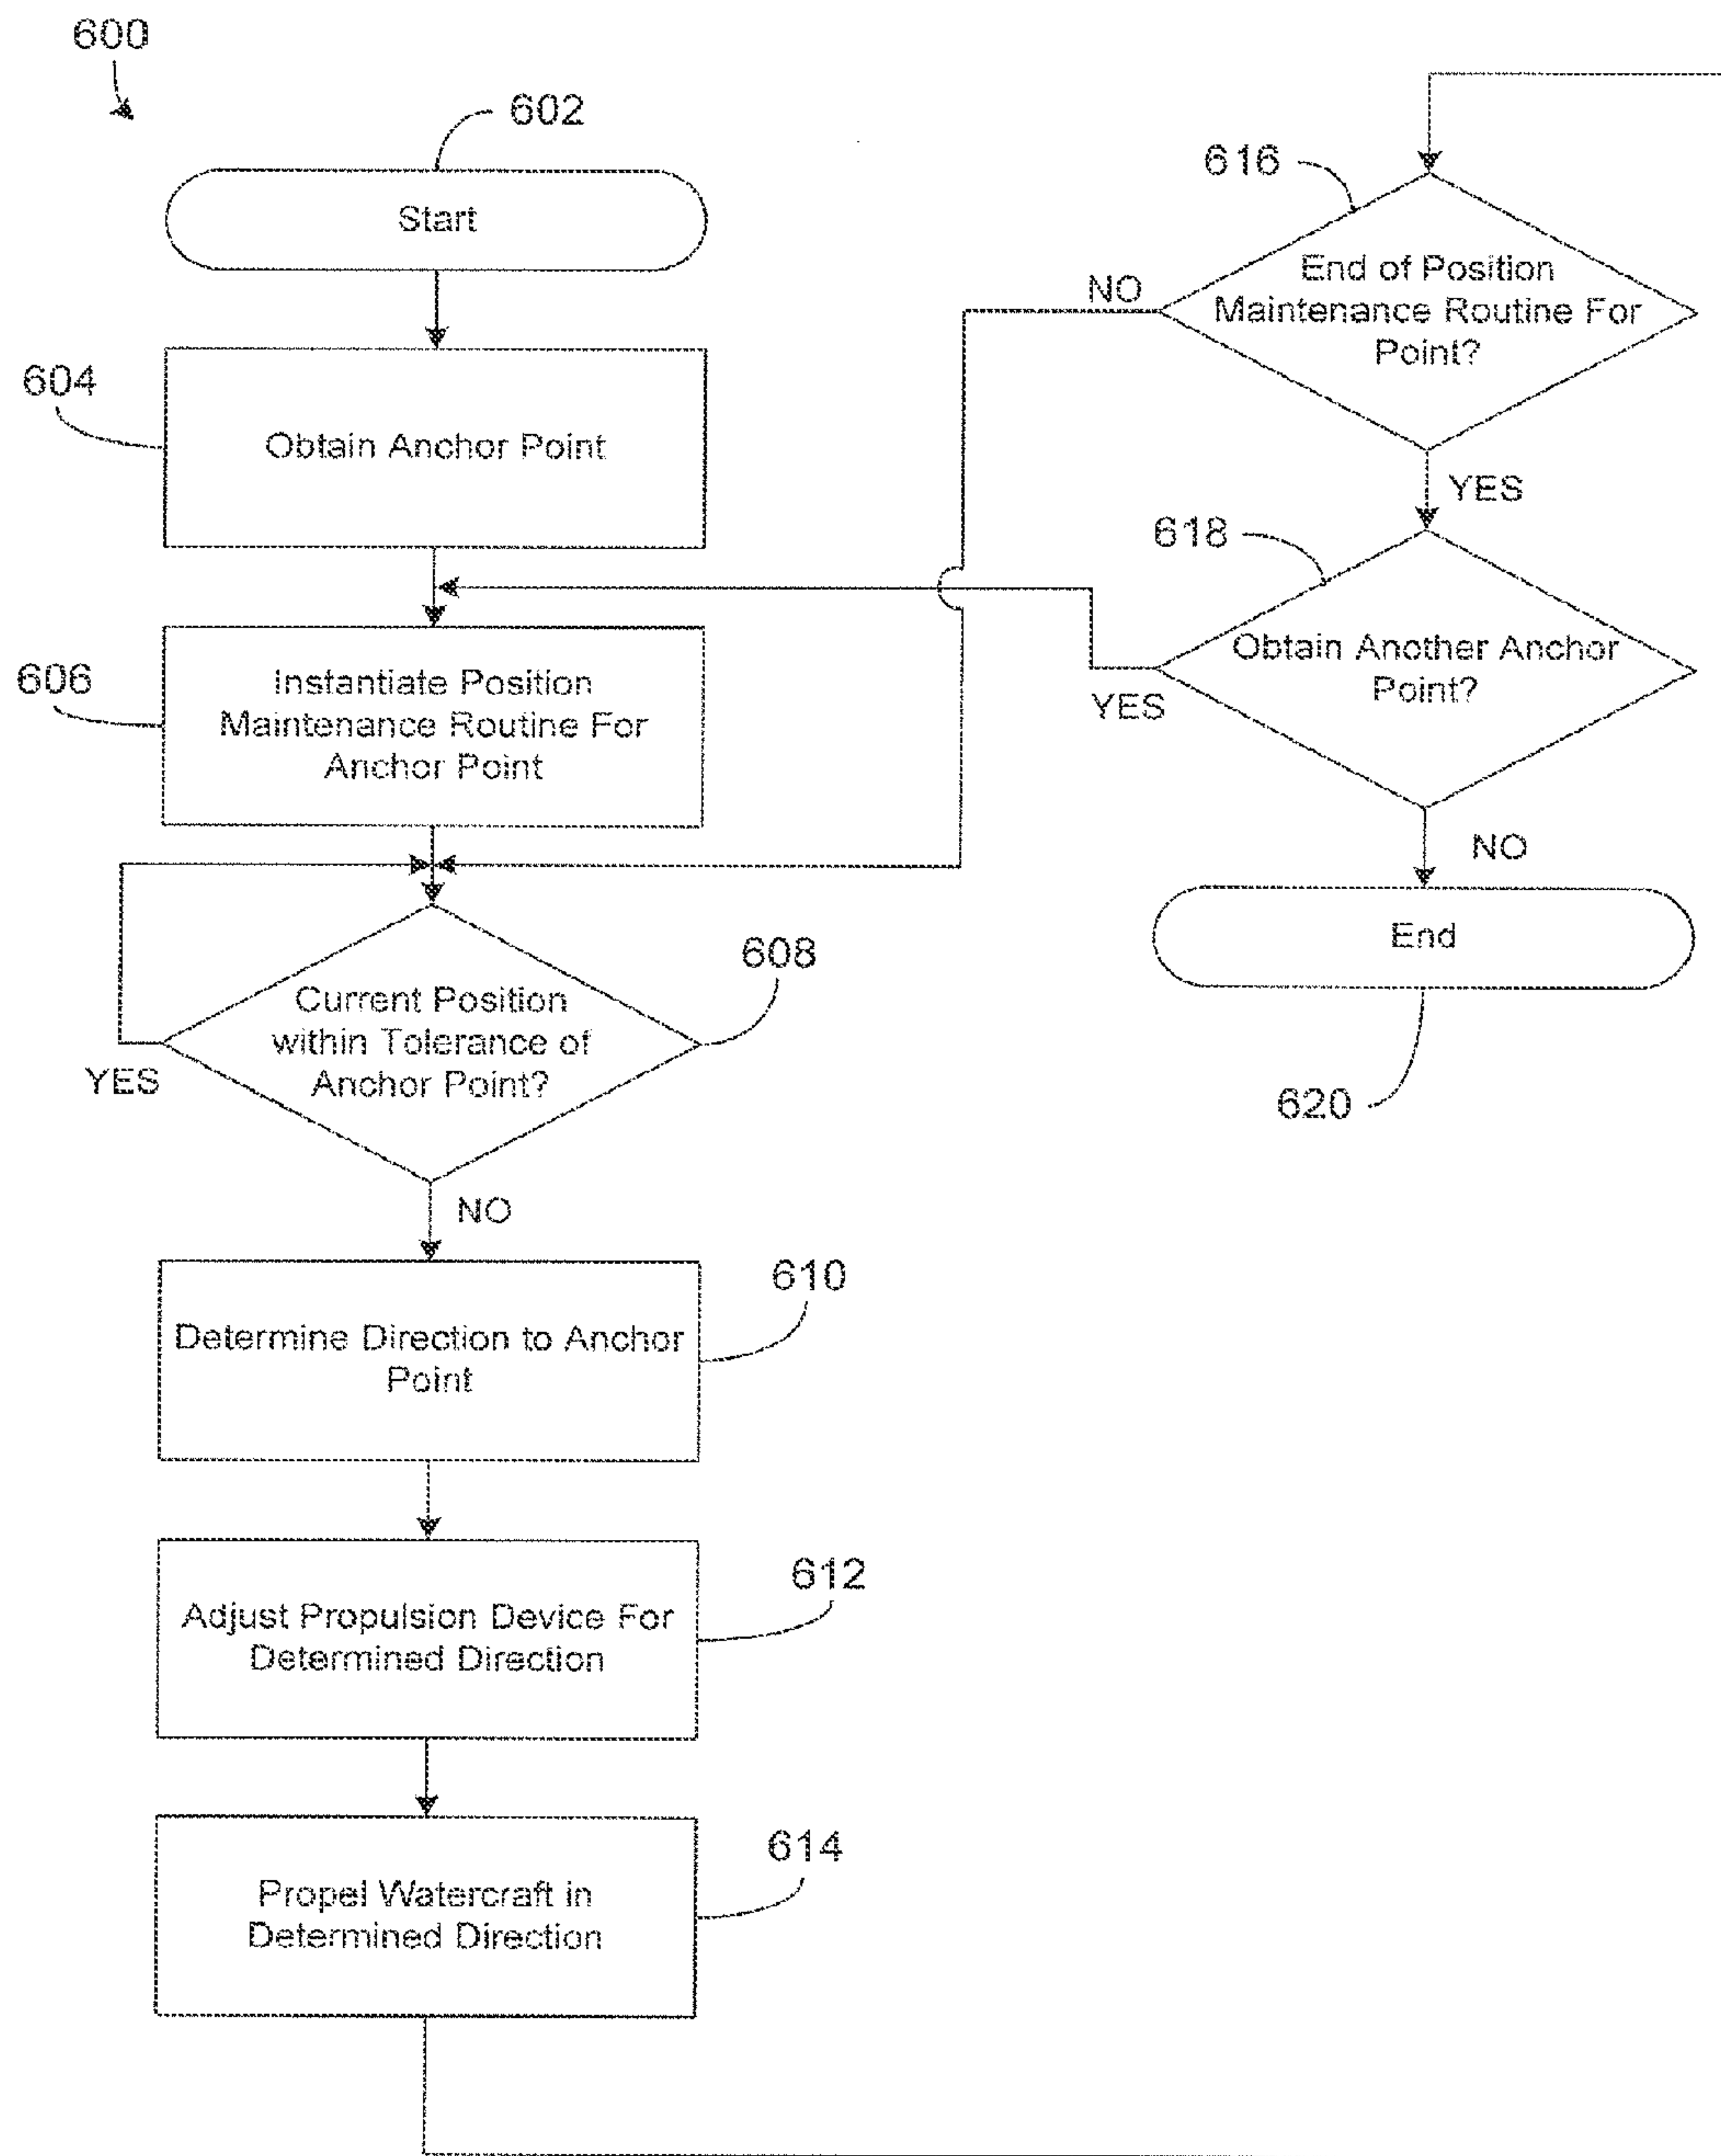 600
602
Start
604
Obtain Anchor Point
606
Instantiate Position
Maintenance Routine For
Anchor Point
608
Current Position
within Tolerance of
Anchor Point?
YES
NO
610
Determine Direction to Anchor
Point
612
Adjust Propulsion Device For
Determined Direction
614
Propel Watercraft in
Determined Direction
616
End of Position
Maintenance Routine For
Point?
NO
YES
618
Obtain Another Anchor
Point?
YES
NO
End
620